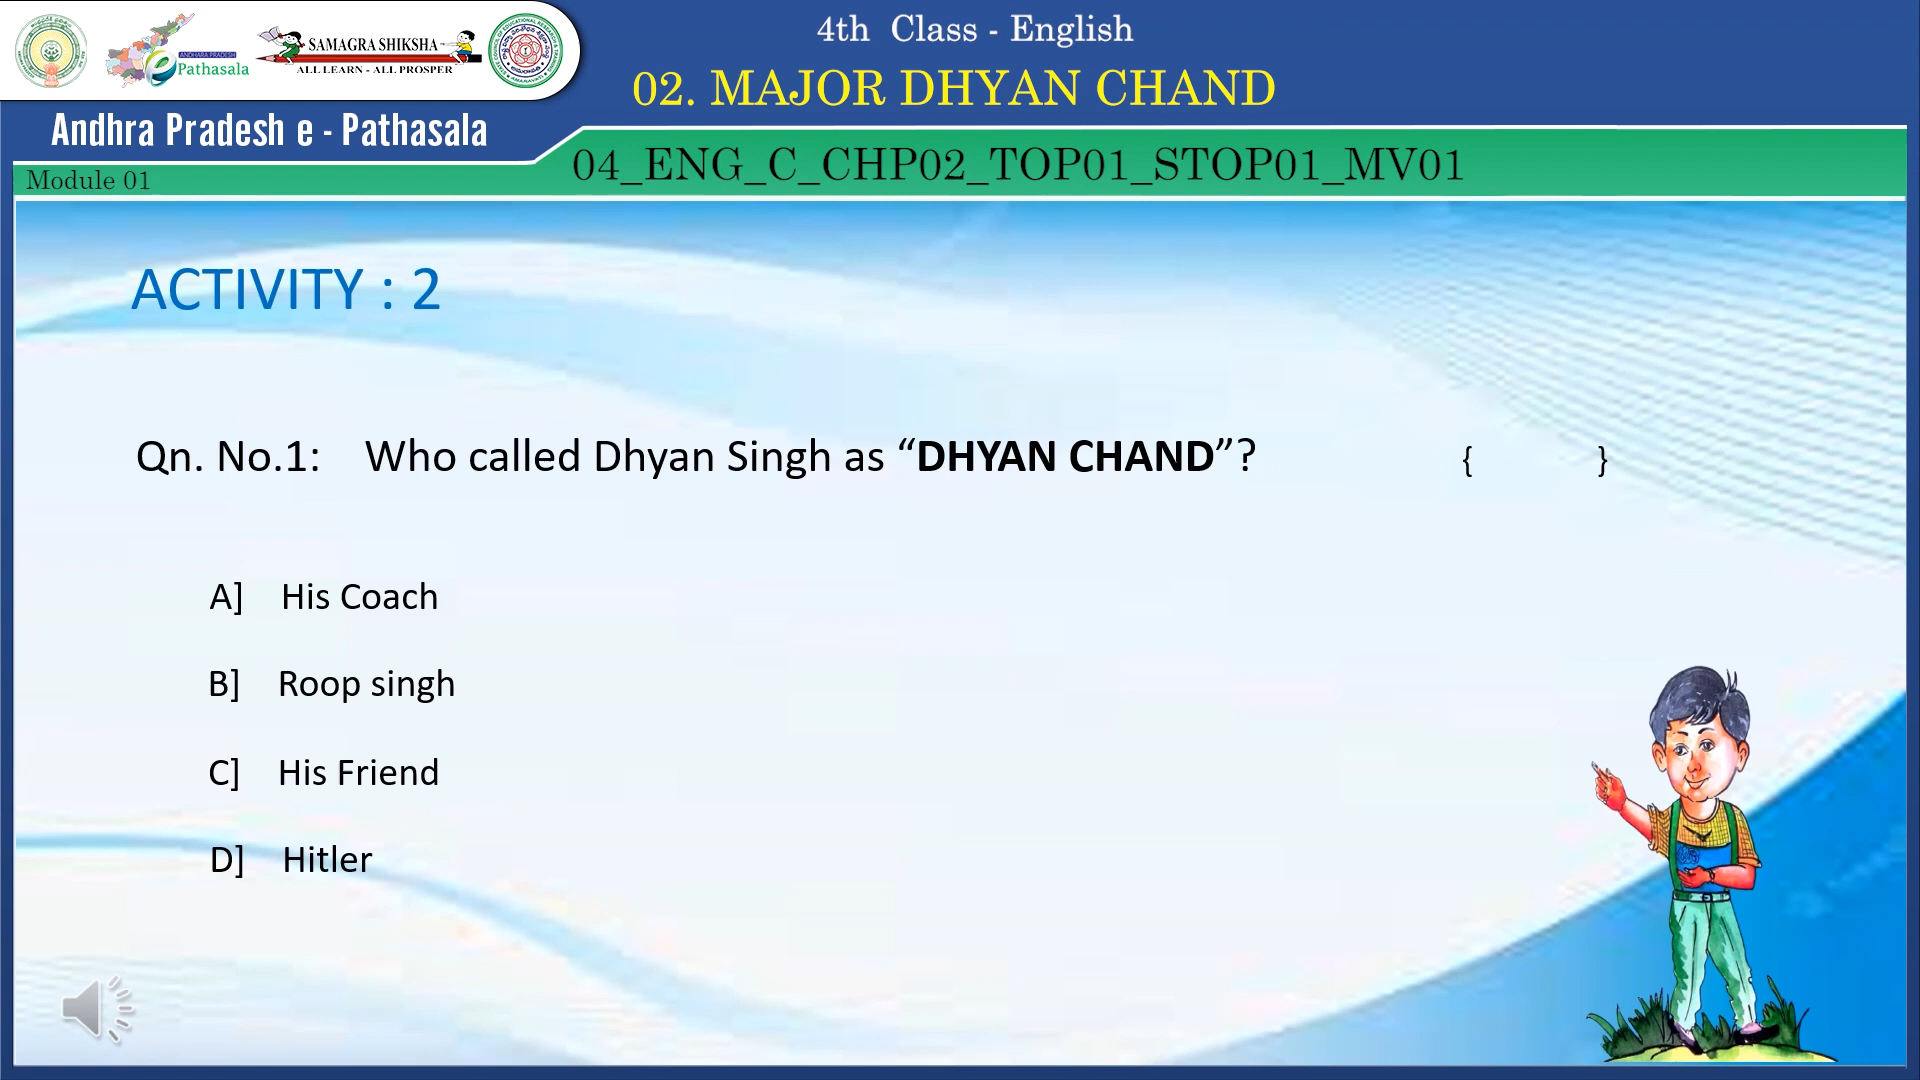 4th Class - English
02. MAJOR DHYAN CHAND
ANDHARA PRADESH
e Pathasala
SAMAGRA SHIKSHA
ALL LEARN - ALL PROSPER
Andhra Pradesh e - Pathasala
04_ENG_C_CHP02_TOP01_STOP01_MV01
Module 01
ACTIVITY : 2
Qn. No.1: Who called Dhyan Singh as “DHYAN CHAND”? { }
A] His Coach
B] Roop singh
C] His Friend
D] Hitler